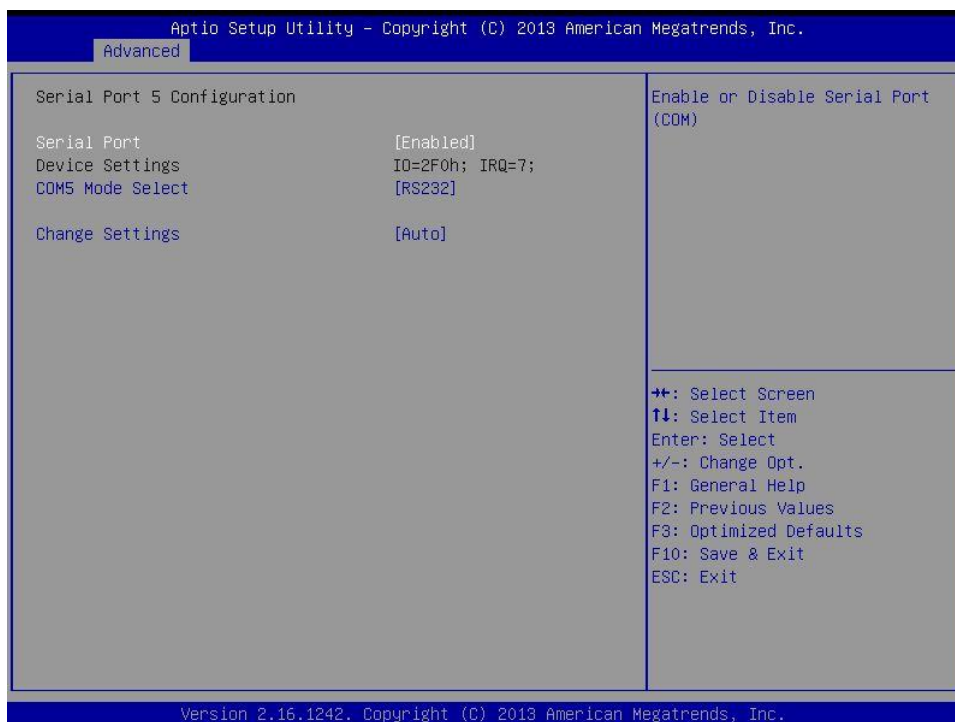 Aptio Setup Utility – Copyright (C) 2013 American Megatrends, Inc.
Advanced
Serial Port 5 Configuration
Serial Port [Enabled]
Device Settings IO=2F0h; IRQ=7;
COM5 Mode Select [RS232]
Change Settings [Auto]
Enable or Disable Serial Port
(COM)
→←: Select Screen
↑↓: Select Item
Enter: Select
+/-: Change Opt.
F1: General Help
F2: Previous Values
F3: Optimized Defaults
F10: Save & Exit
ESC: Exit
Version 2.16.1242. Copyright (C) 2013 American Megatrends, Inc.